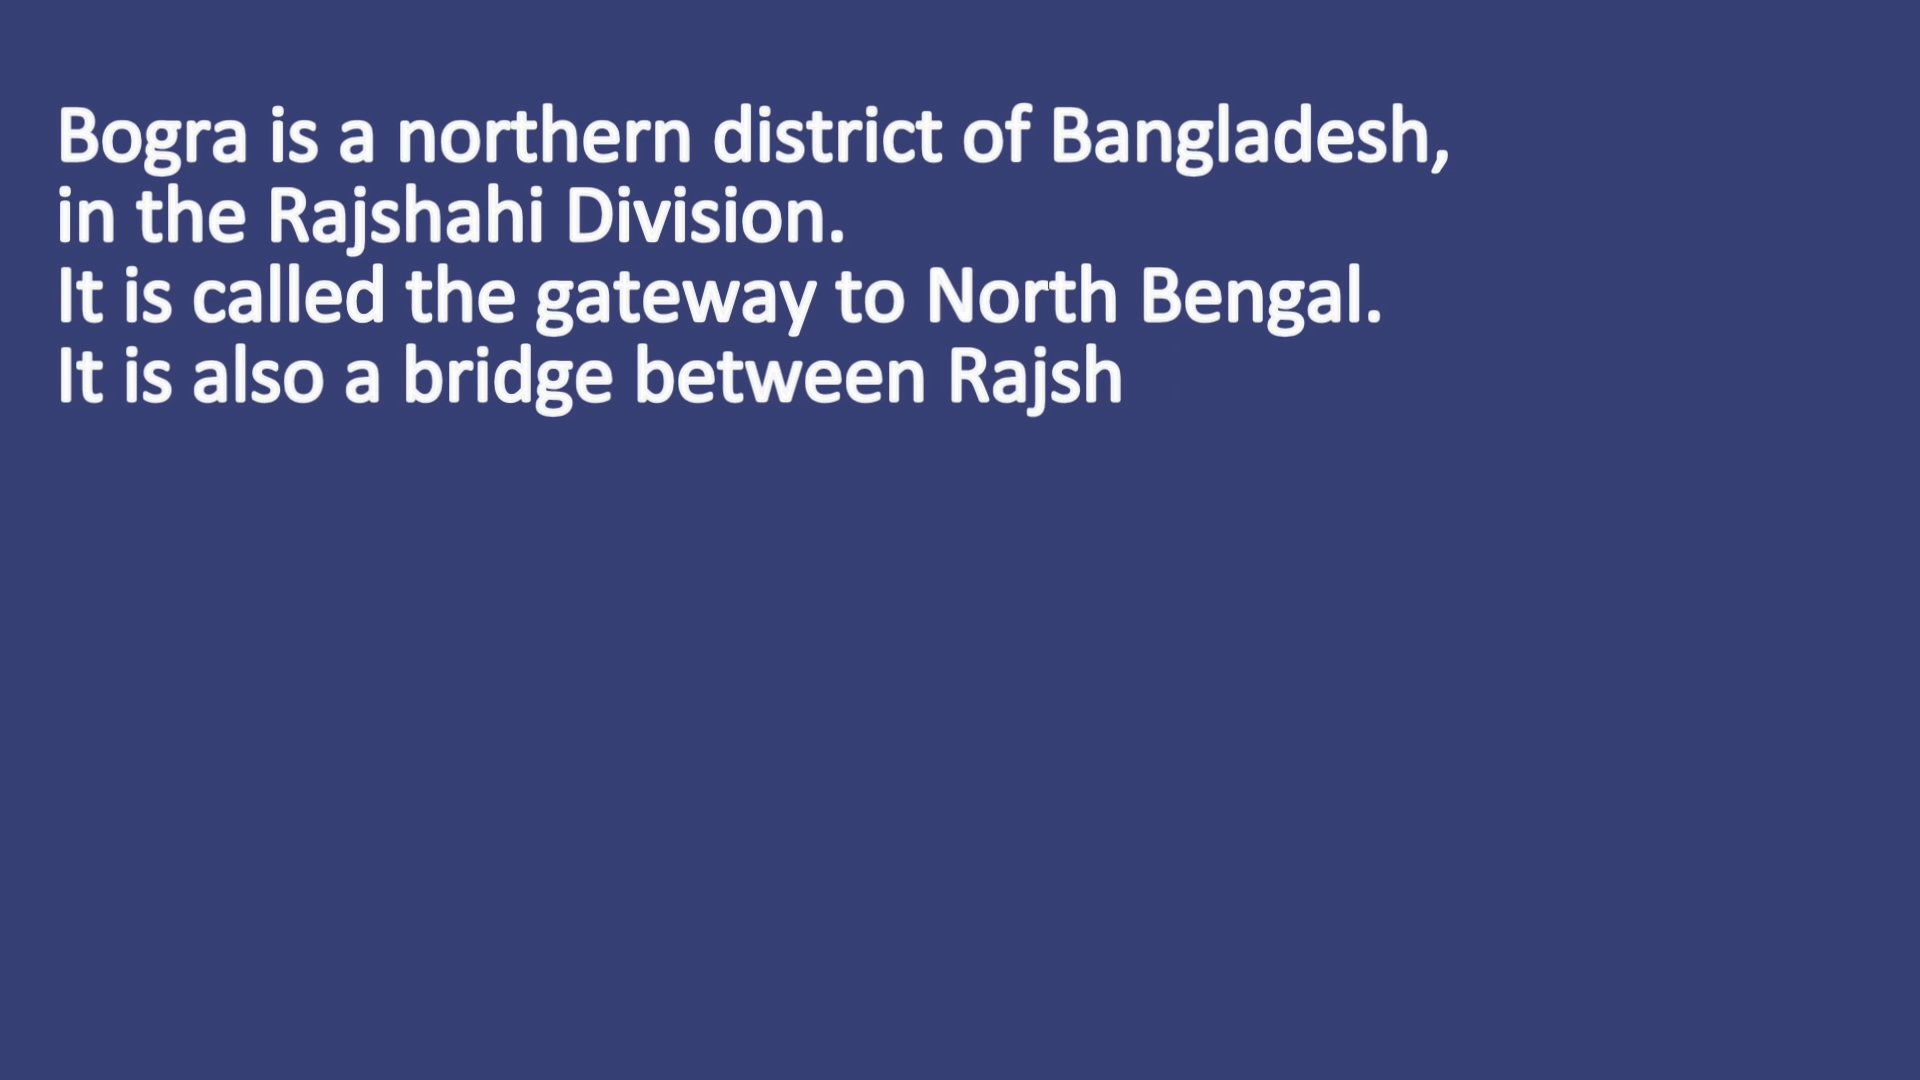 Bogra is a northern district of Bangladesh,
in the Rajshahi Division.
It is called the gateway to North Bengal.
It is also a bridge between Rajsh